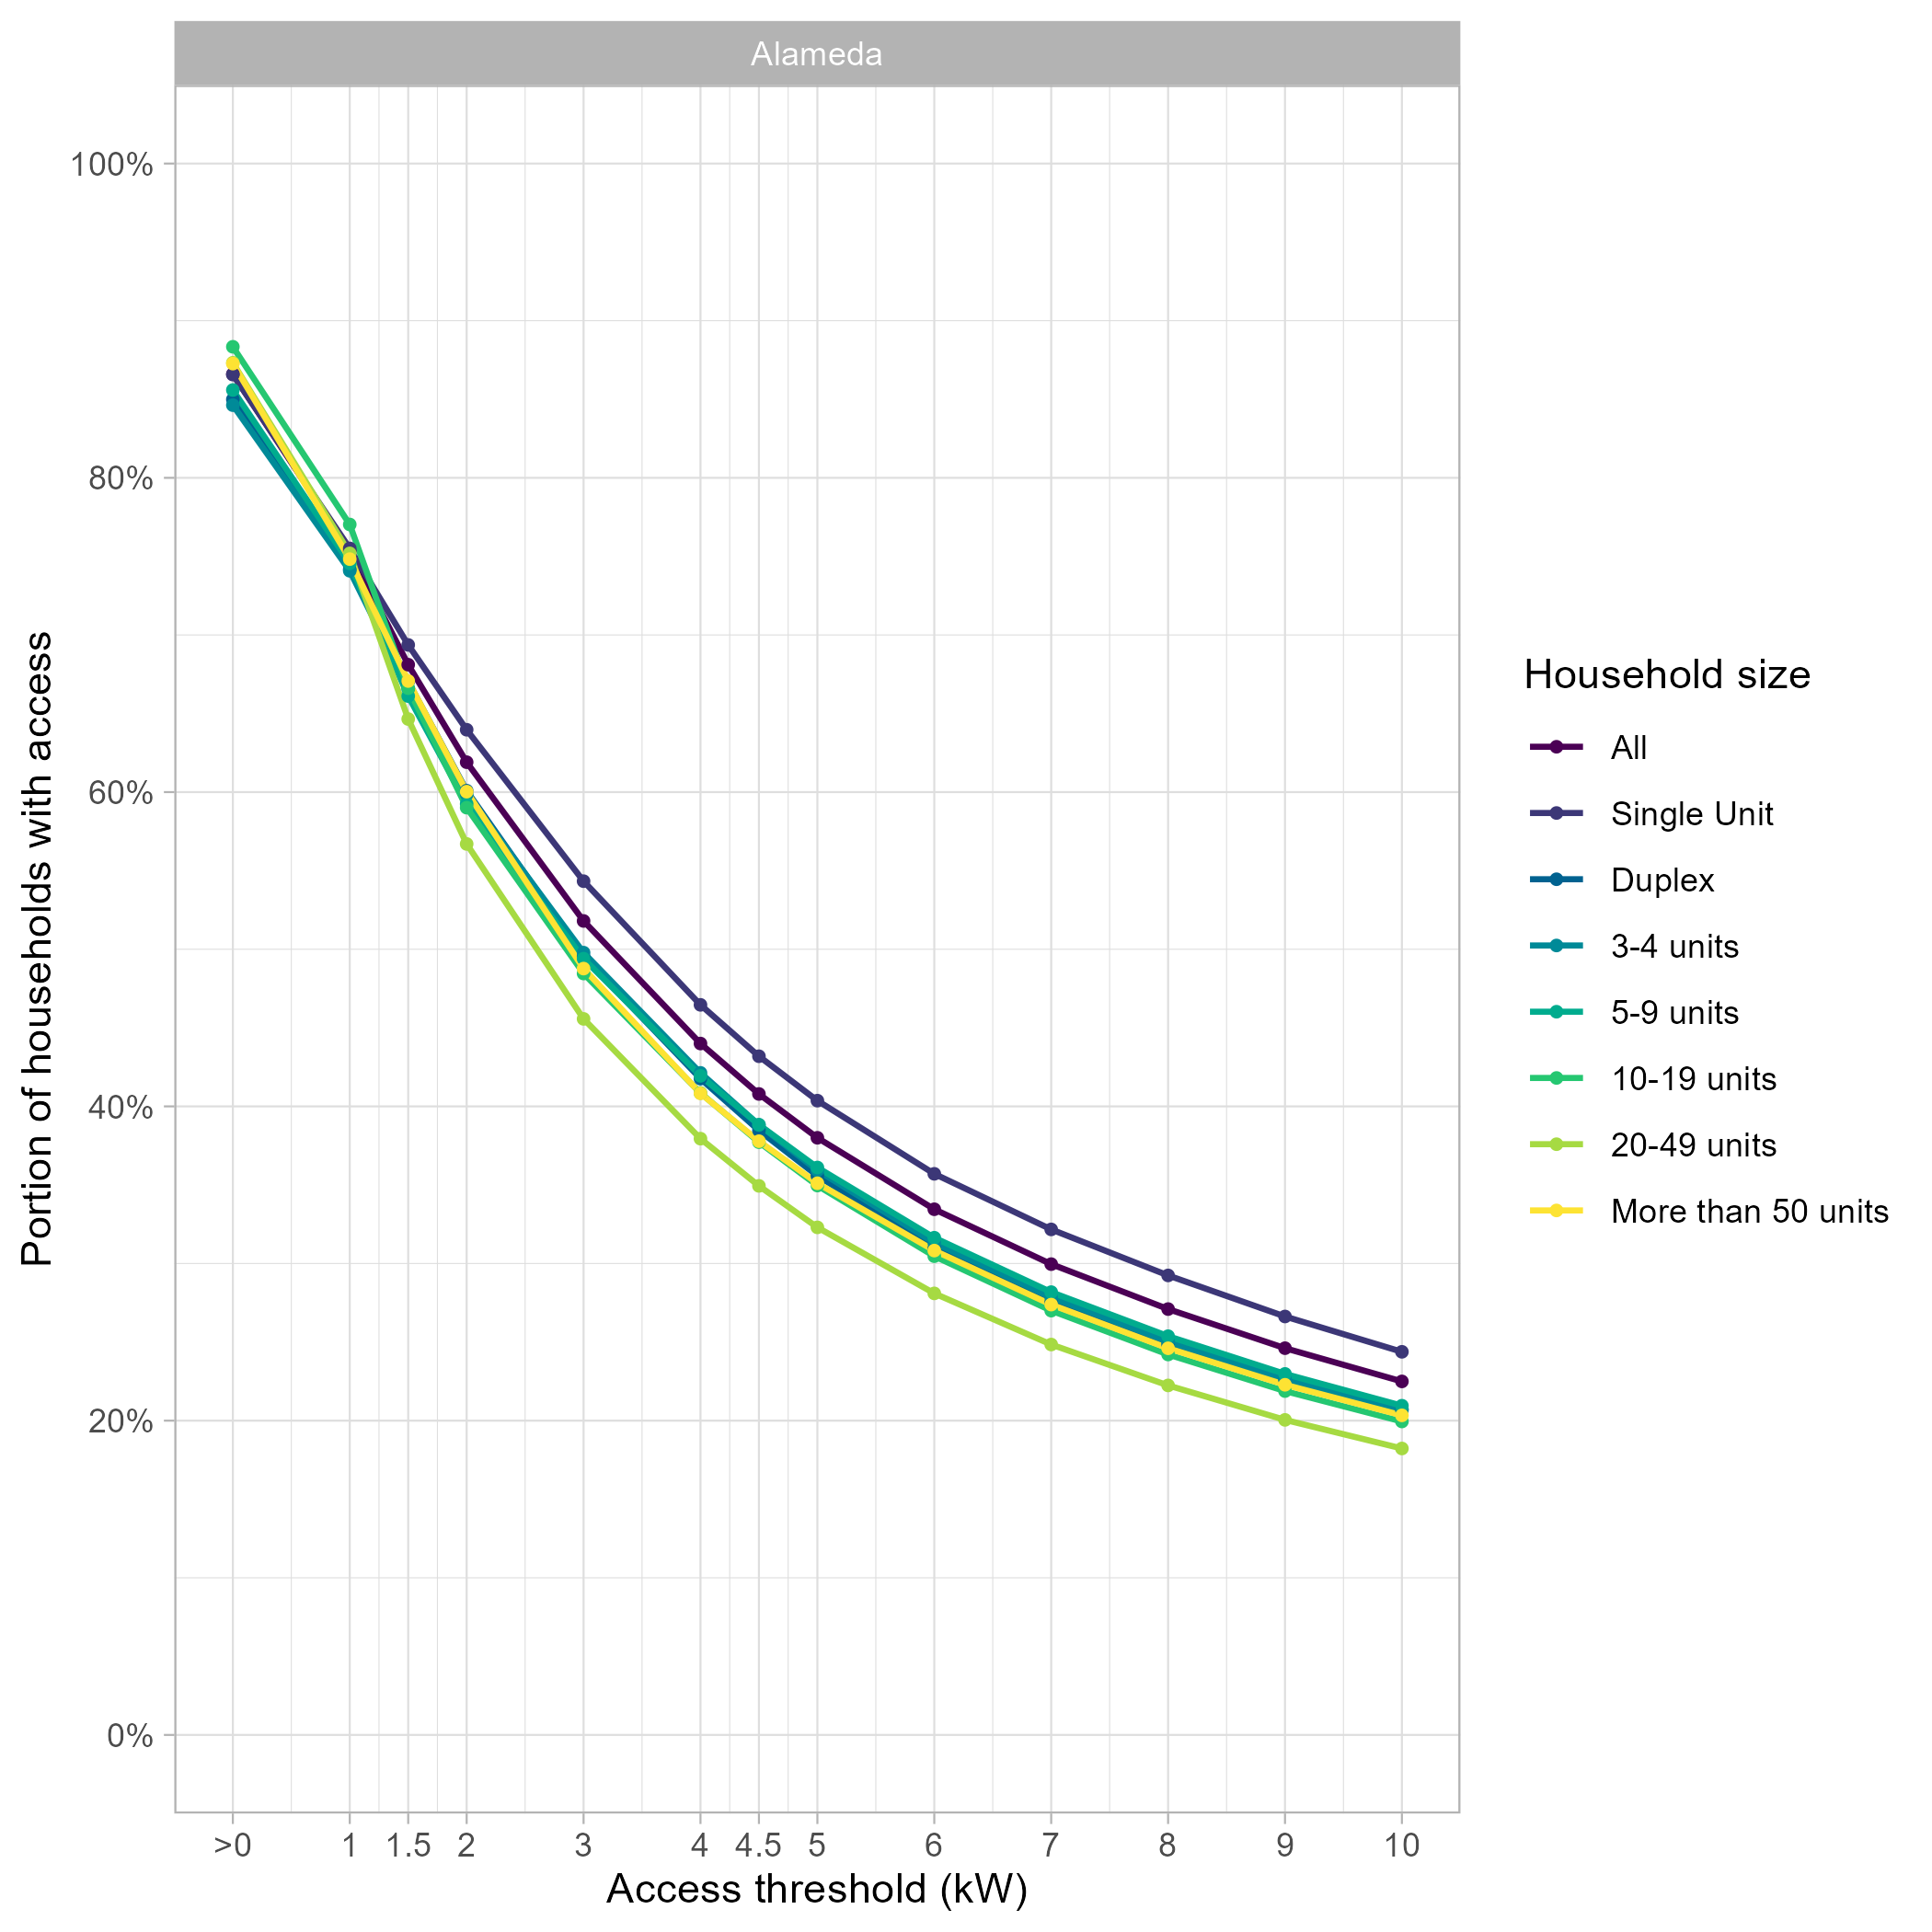 Alameda
100%
80%
60%
40%
20%
0%
Portion of households with access
>0 1 1.5 2 3 4 4.5 5 6 7 8 9 10
Access threshold (kW)
Household size
All
Single Unit
Duplex
3-4 units
5-9 units
10-19 units
20-49 units
More than 50 units